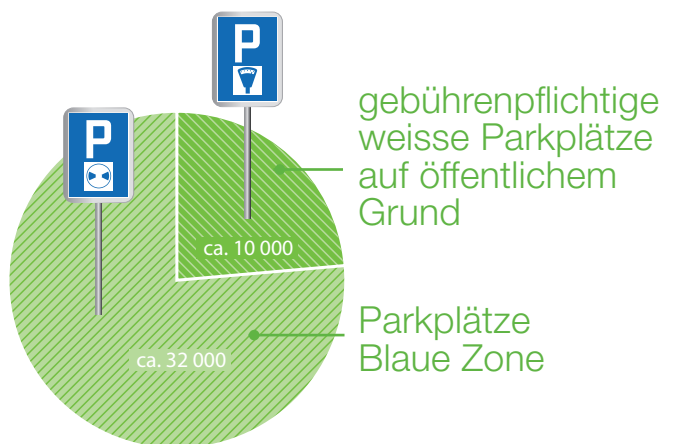 P
P
gebührenpflichtige
weisse Parkplätze
auf öffentlichem
Grund
ca. 10 000
Parkplätze
Blaue Zone
ca. 32 000